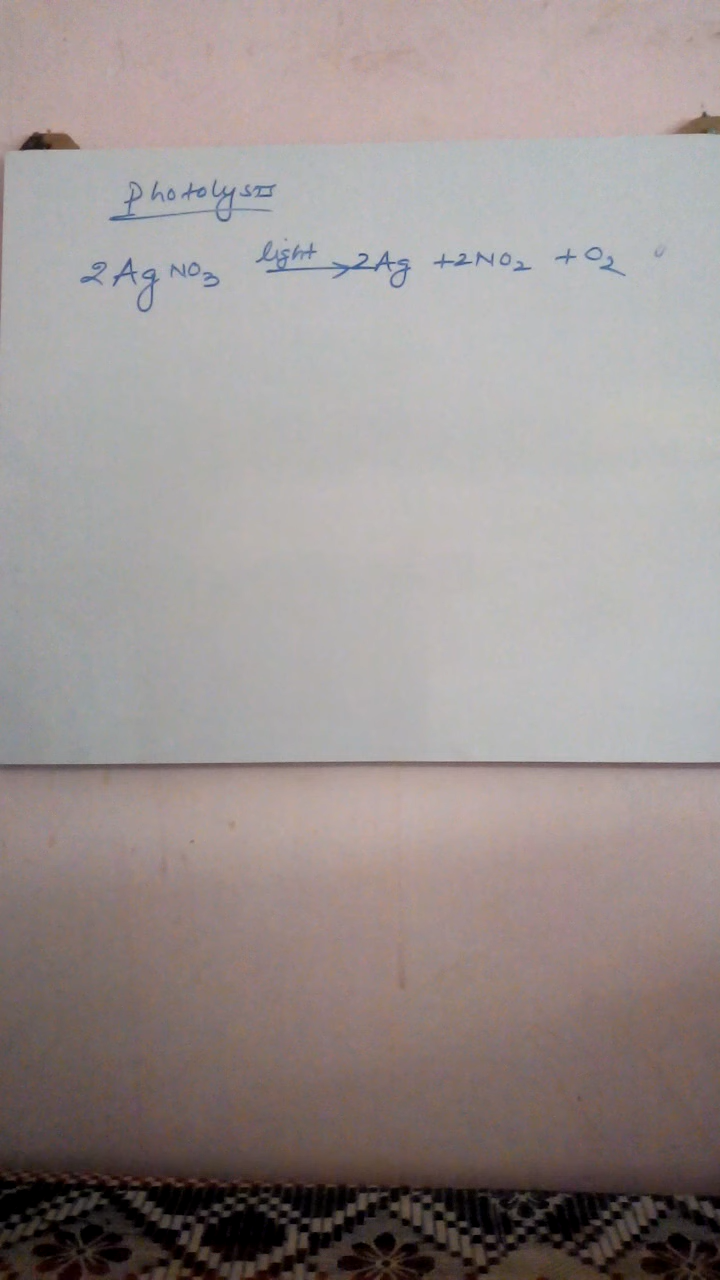 Photolysis
2AgNO₃ light → 2Ag + 2NO₂ + O₂